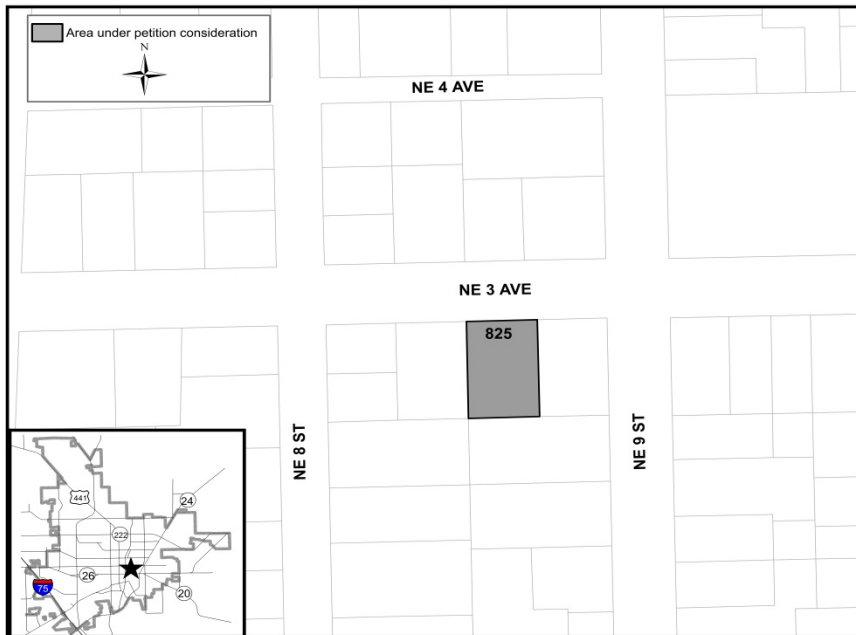 Area under petition consideration
N
NE 4 AVE
NE 3 AVE
825
NE 8 ST
NE 9 ST
441
24
222
26
75
20